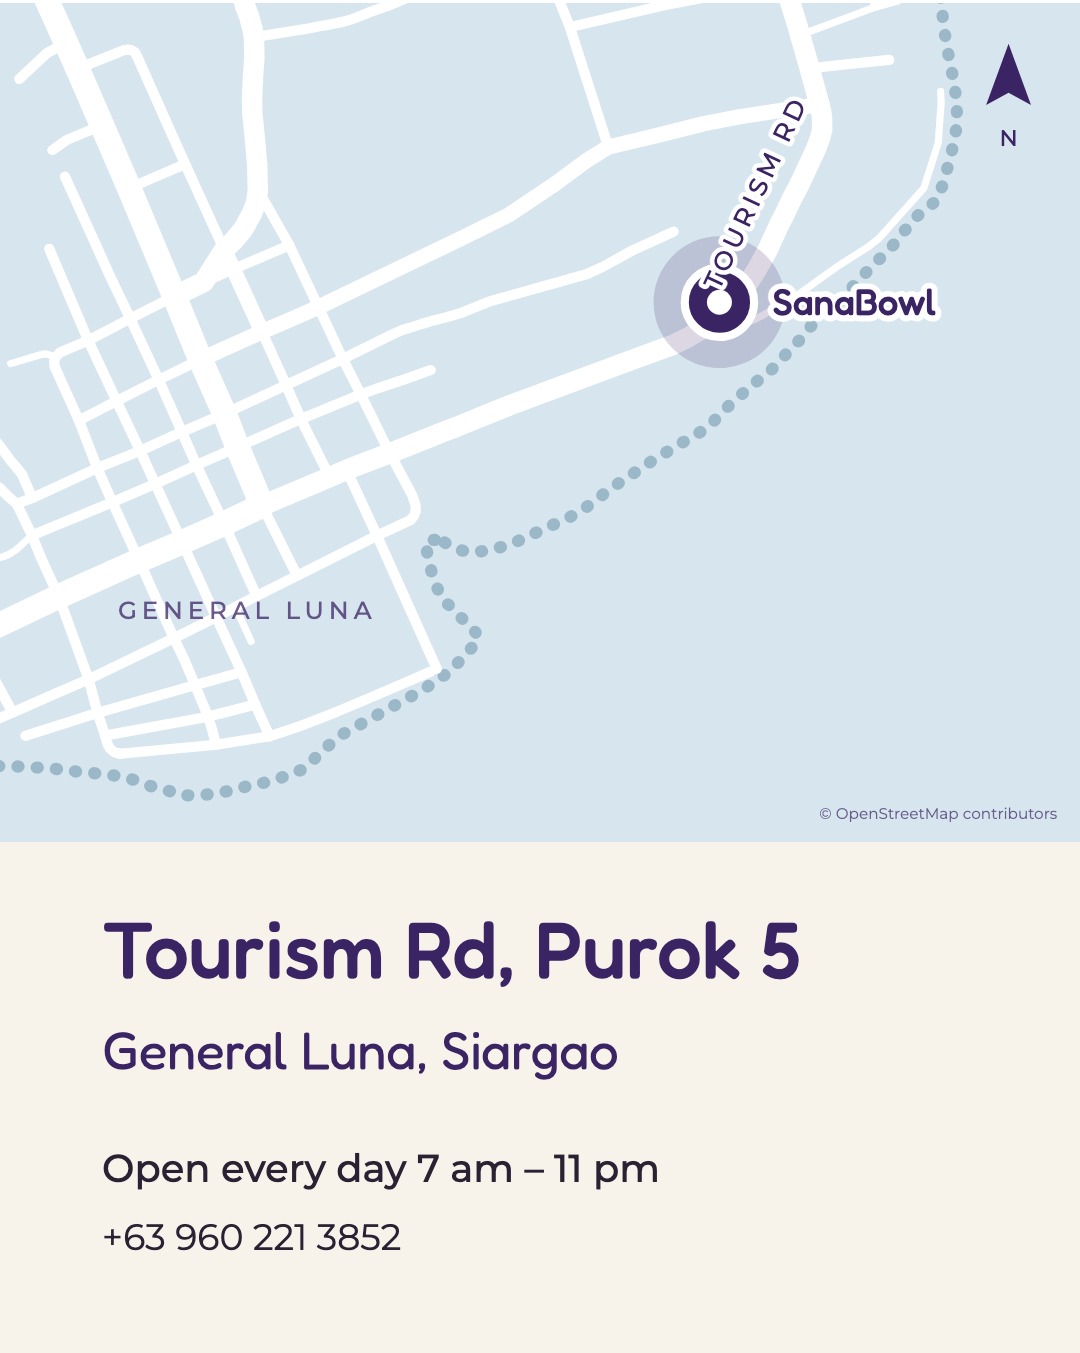 N
TOURISM RD
SanaBowl
GENERAL LUNA
© OpenStreetMap contributors
Tourism Rd, Purok 5
General Luna, Siargao
Open every day 7 am – 11 pm
+63 960 221 3852